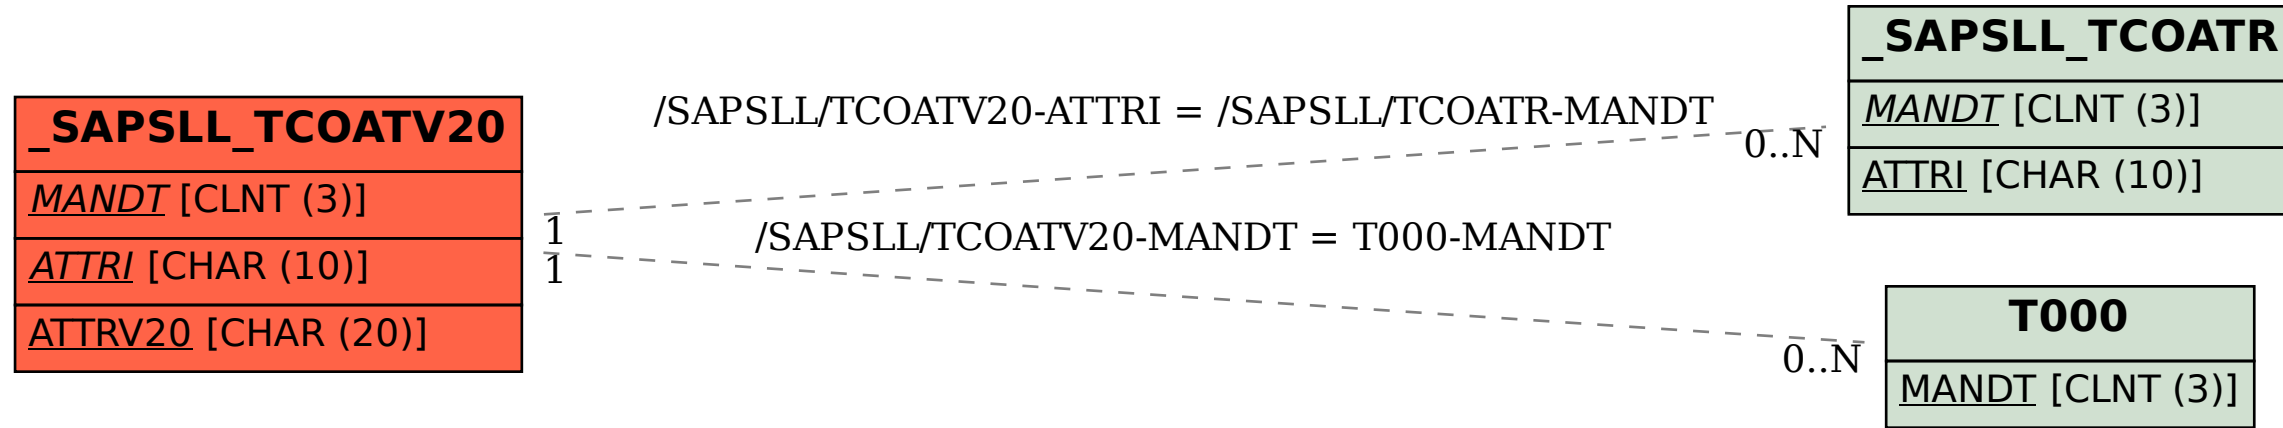 _SAPSLL_TCOATV20
MANDT [CLNT (3)]
ATTRI [CHAR (10)]
ATTRV20 [CHAR (20)]
/SAPSLL/TCOATV20-ATTRI = /SAPSLL/TCOATR-MANDT
1
0..N
/SAPSLL/TCOATV20-MANDT = T000-MANDT
1
0..N
_SAPSLL_TCOATR
MANDT [CLNT (3)]
ATTRI [CHAR (10)]
T000
MANDT [CLNT (3)]